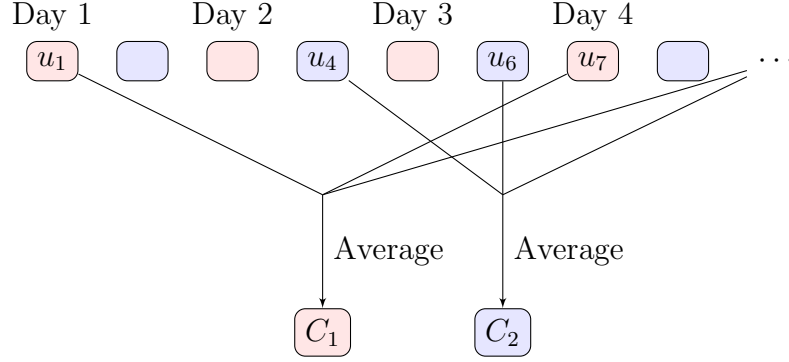 Day 1 Day 2 Day 3 Day 4
u₁ u₄ u₆ u₇ ...
Average Average
C₁ C₂